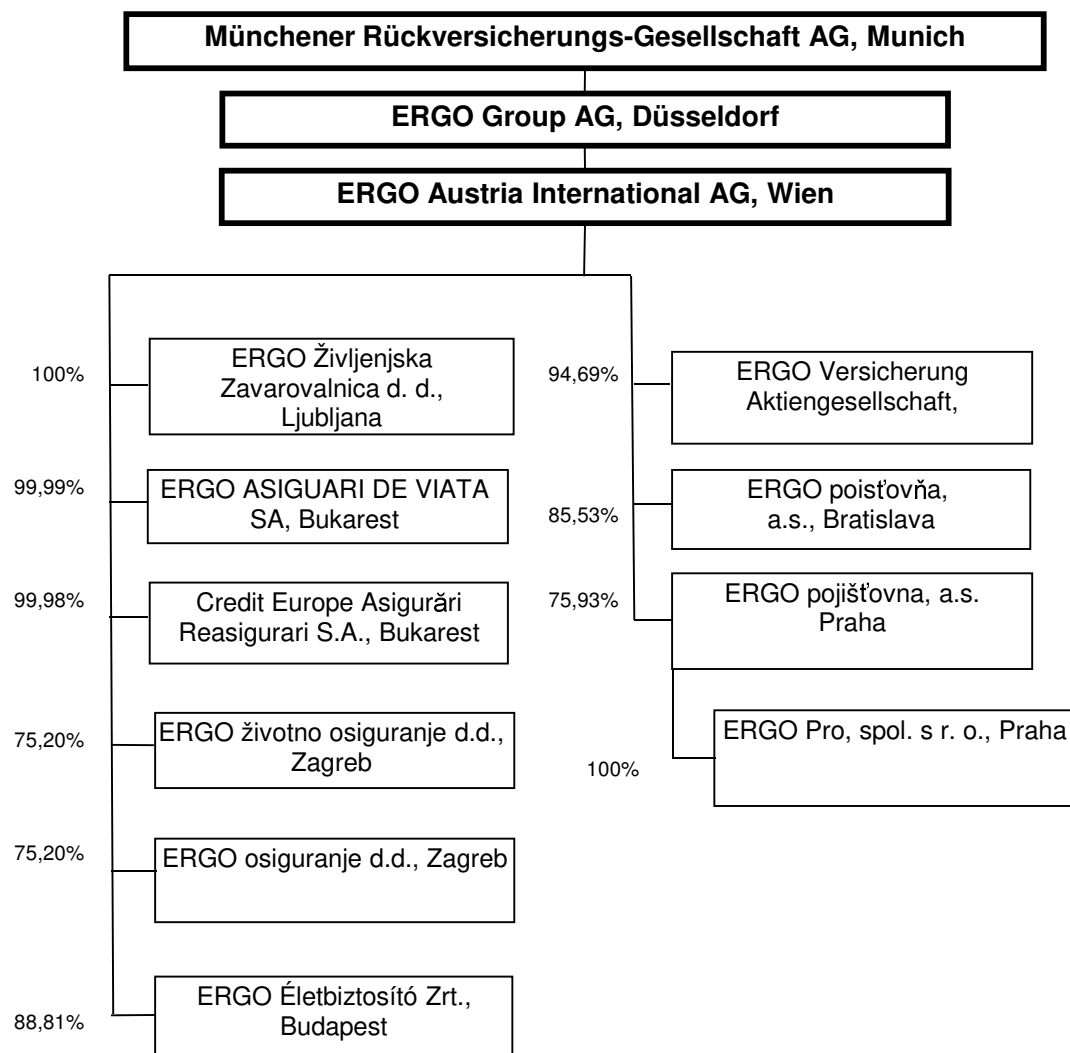 Münchener Rückversicherungs-Gesellschaft AG, Munich
ERGO Group AG, Düsseldorf
ERGO Austria International AG, Wien
100%
ERGO Življenjska
Zavarovalnica d. d.,
Ljubljana
99,99%
ERGO ASIGUARI DE VIATA
SA, Bukarest
99,98%
Credit Europe Asigurări
Reasigurari S.A., Bukarest
75,20%
ERGO životno osiguranje d.d.,
Zagreb
75,20%
ERGO osiguranje d.d., Zagreb
88,81%
ERGO Életbiztosító Zrt.,
Budapest
94,69%
ERGO Versicherung
Aktiengesellschaft,
85,53%
ERGO poisťovňa,
a.s., Bratislava
75,93%
ERGO pojišťovna, a.s.
Praha
100%
ERGO Pro, spol. s r. o., Praha